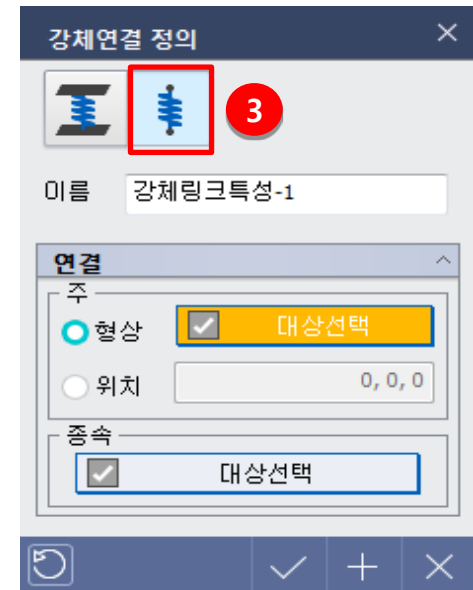 강체연결 정의
3
이름 강체링크특성-1
연결
주
형상 대상선택
위치 0, 0, 0
종속
대상선택